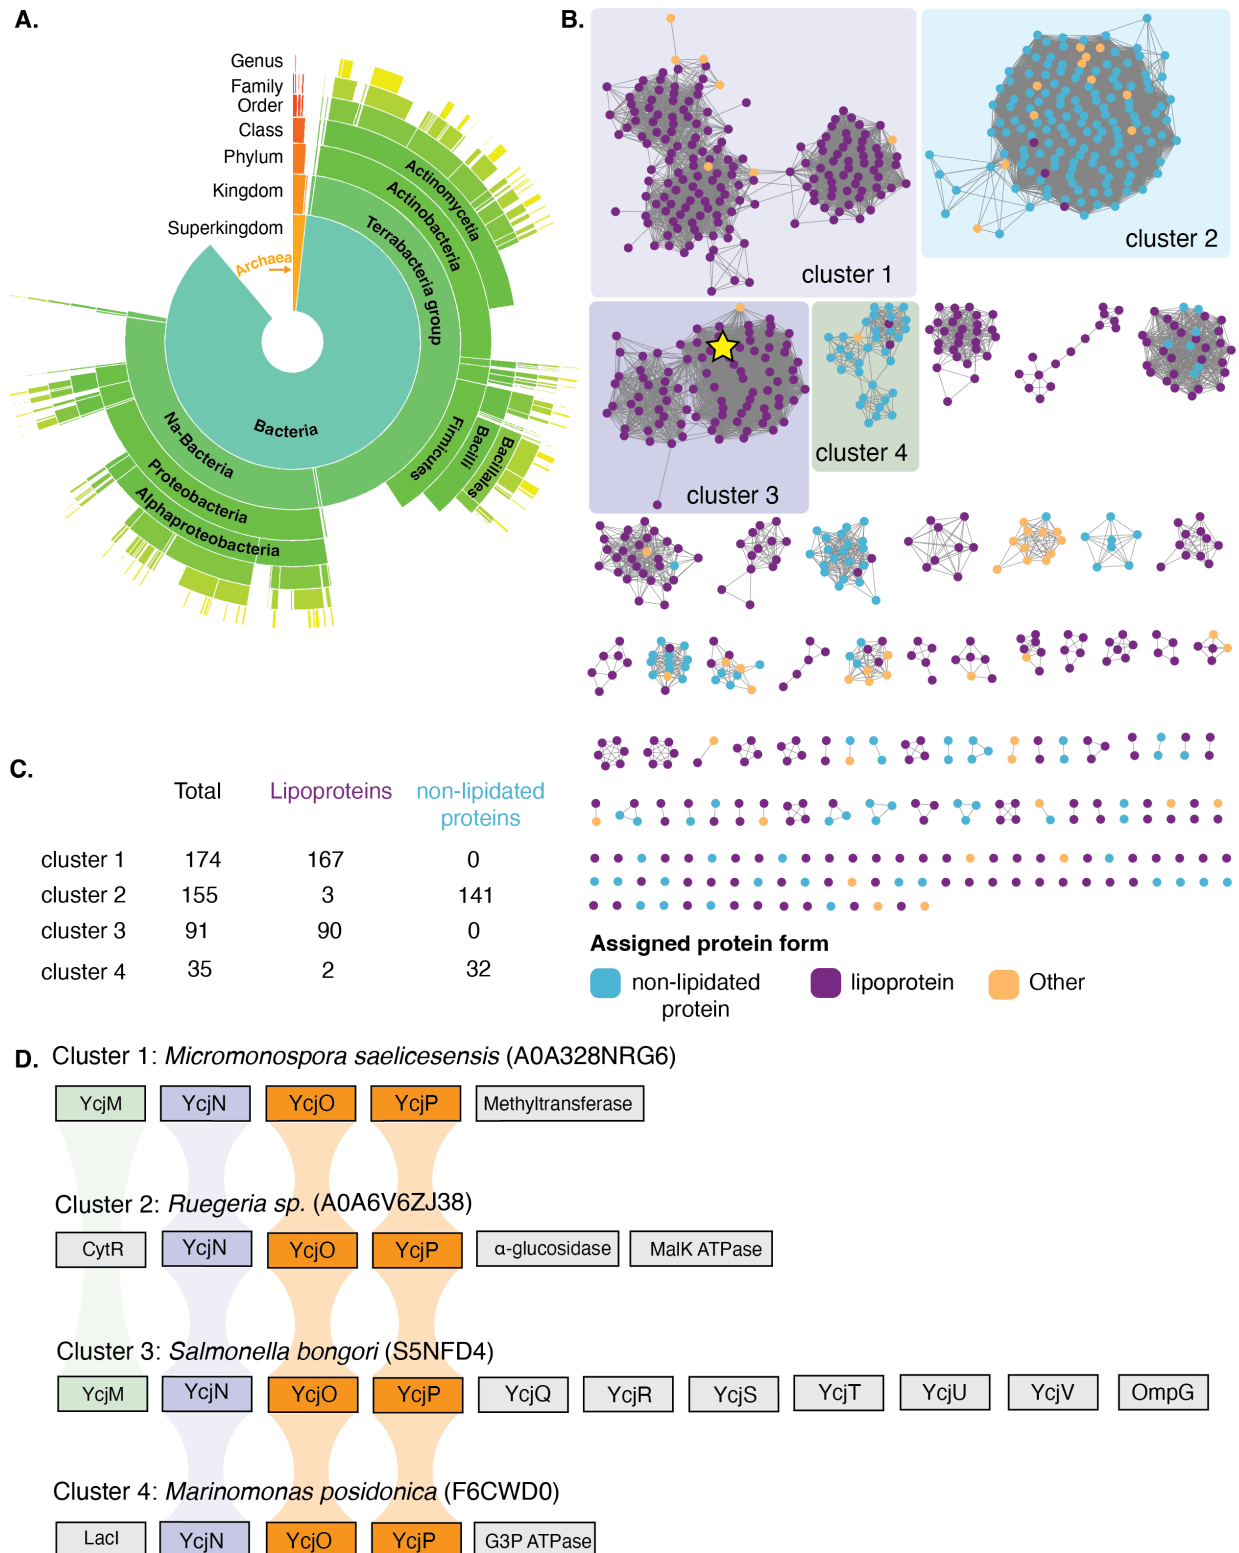 A.
Genus
Family
Order
Class
Phylum
Kingdom
Superkingdom
Archaea
Actinomycetia
Actinobacteria
Terrabacteria group
Bacteria
Na-Bacteria
Proteobacteria
Alphaproteobacteria
Firmicutes
Bacilli
Bacillales
B.
cluster 1
cluster 2
cluster 3
cluster 4
Assigned protein form
non-lipidated
protein
lipoprotein
Other
C.
Total Lipoproteins non-lipidated
proteins
cluster 1 174 167 0
cluster 2 155 3 141
cluster 3 91 90 0
cluster 4 35 2 32
D. Cluster 1: Micromonospora saelicesensis (A0A328NRG6)
YcjM YcjN YcjO YcjP Methyltransferase
Cluster 2: Ruegeria sp. (A0A6V6ZJ38)
CytR YcjN YcjO YcjP α-glucosidase MalK ATPase
Cluster 3: Salmonella bongori (S5NFD4)
YcjM YcjN YcjO YcjP YcjQ YcjR YcjS YcjT YcjU YcjV OmpG
Cluster 4: Marinomonas posidonica (F6CWD0)
LacI YcjN YcjO YcjP G3P ATPase